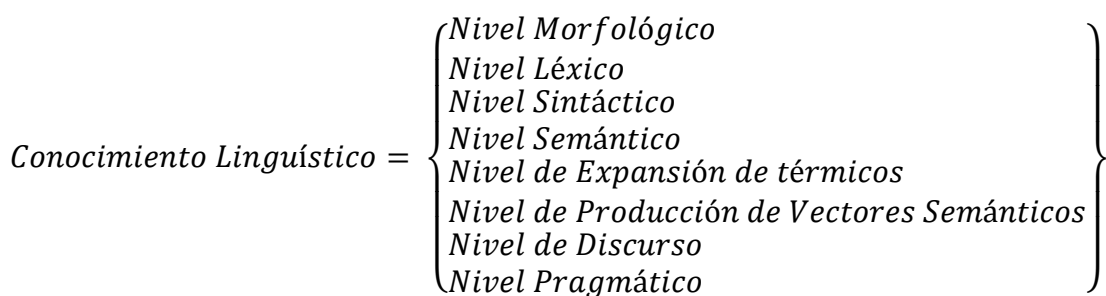 Conocimiento Linguístico =
Nivel Morfológico
Nivel Léxico
Nivel Sintáctico
Nivel Semántico
Nivel de Expansión de térmicos
Nivel de Producción de Vectores Semánticos
Nivel de Discurso
Nivel Pragmático